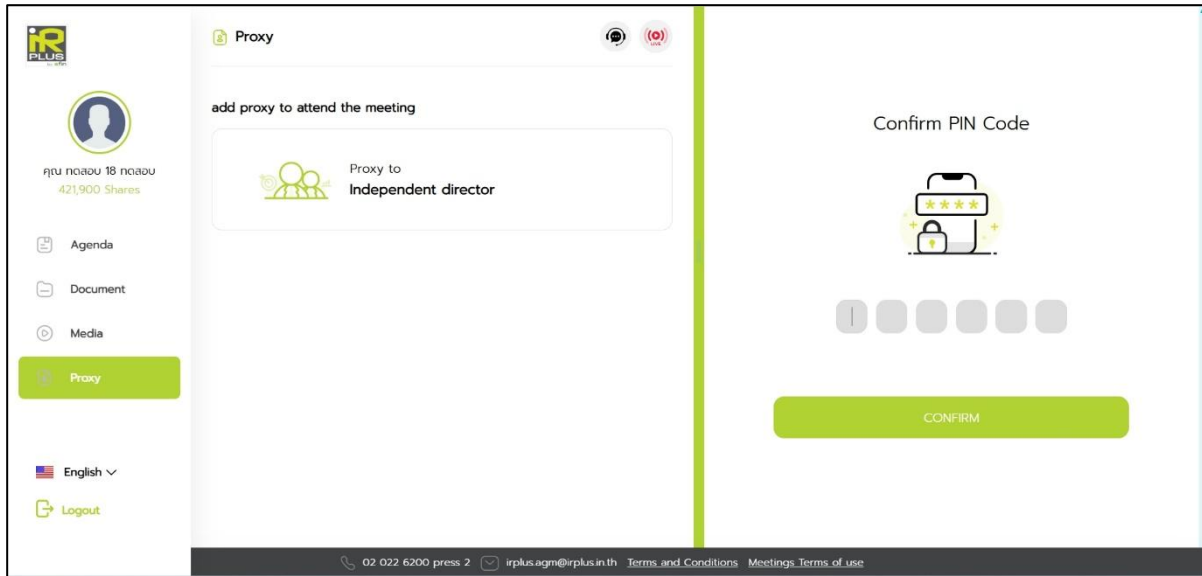 iR
PLUS
คุณ ทดสอบ 18 ทดสอบ
421,900 Shares
Agenda
Document
Media
Proxy
English
Logout
Proxy
LIVE
add proxy to attend the meeting
Proxy to
Independent director
Confirm PIN Code
****
CONFIRM
02 022 6200 press 2 irplus.agm@irplus.in.th Terms and Conditions Meetings Terms of use